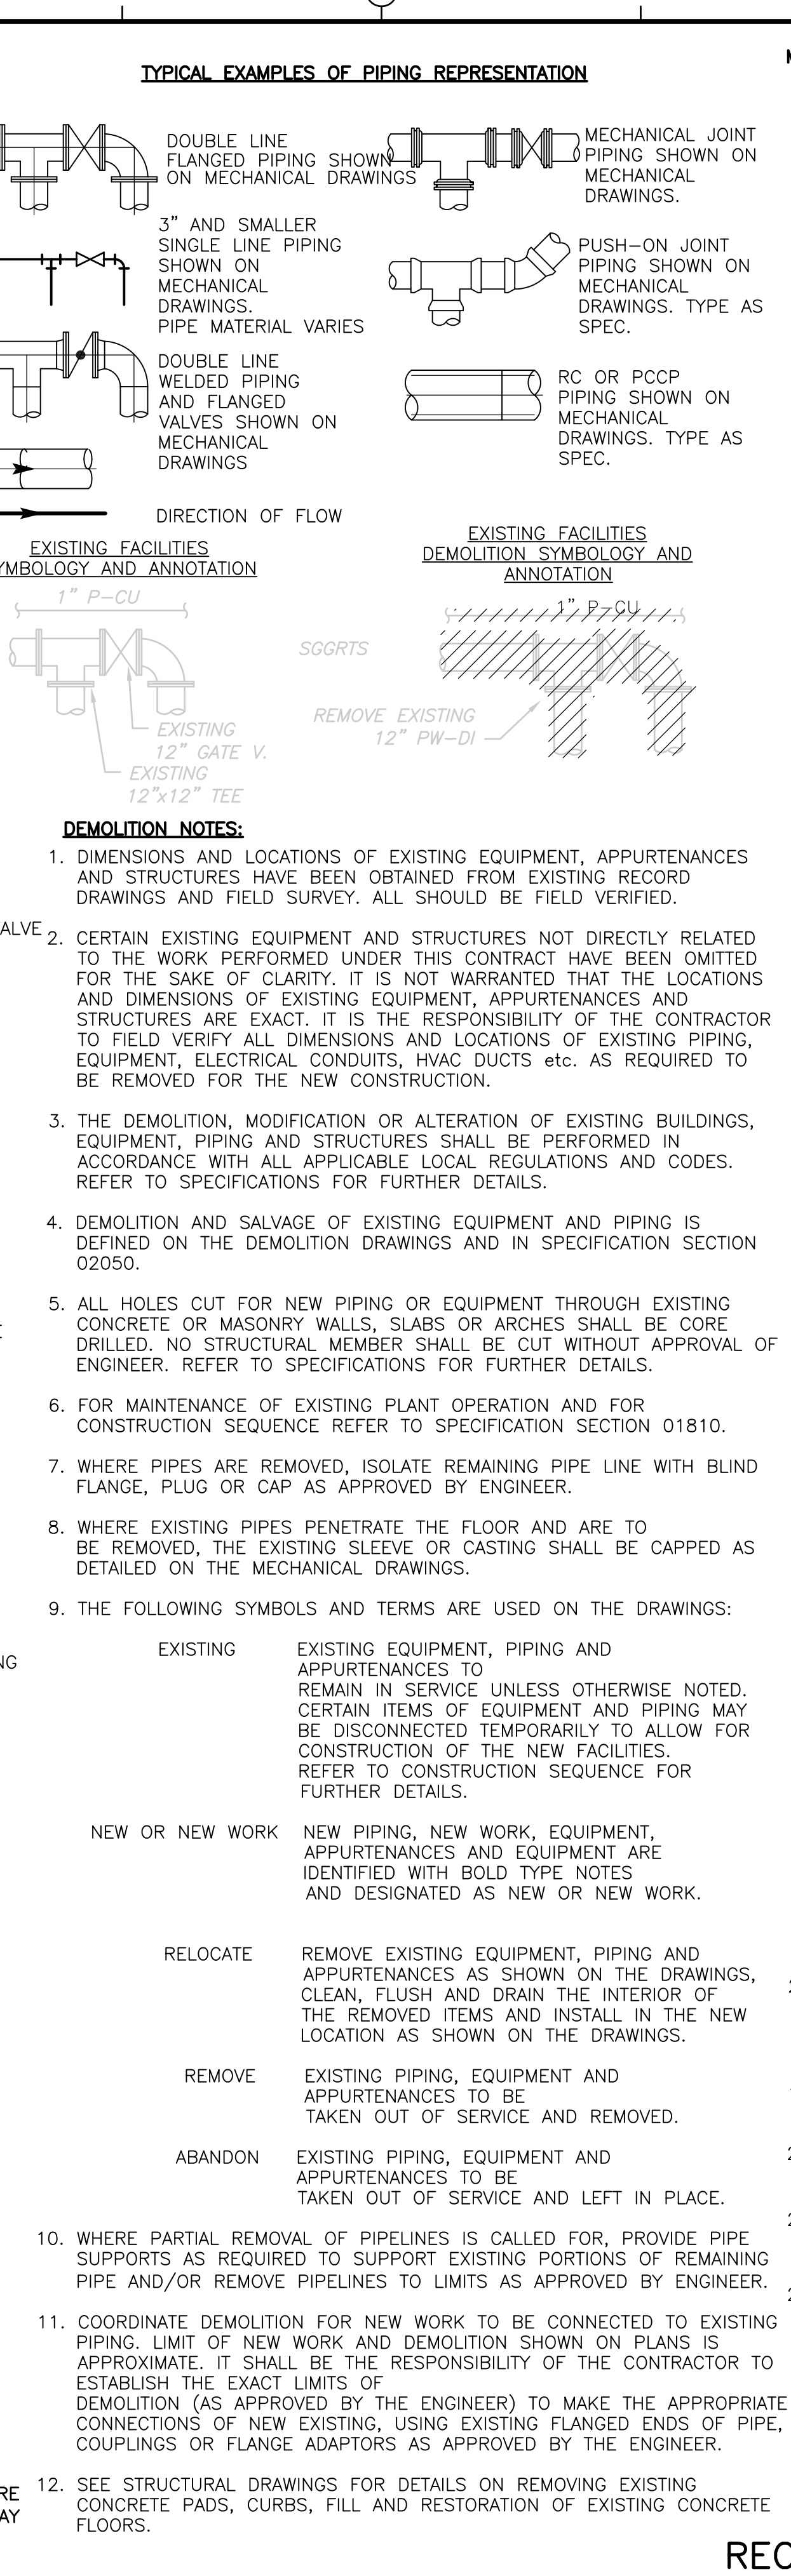 TYPICAL EXAMPLES OF PIPING REPRESENTATION
DOUBLE LINE
FLANGED PIPING SHOWN
ON MECHANICAL DRAWINGS
MECHANICAL JOINT
PIPING SHOWN ON
MECHANICAL
DRAWINGS.
3" AND SMALLER
SINGLE LINE PIPING
SHOWN ON
MECHANICAL
DRAWINGS.
PIPE MATERIAL VARIES
PUSH-ON JOINT
PIPING SHOWN ON
MECHANICAL
DRAWINGS. TYPE AS
SPEC.
DOUBLE LINE
WELDED PIPING
AND FLANGED
VALVES SHOWN ON
MECHANICAL
DRAWINGS
RC OR PCCP
PIPING SHOWN ON
MECHANICAL
DRAWINGS. TYPE AS
SPEC.
DIRECTION OF FLOW
EXISTING FACILITIES
YMBOLOGY AND ANNOTATION
1" P-CU
EXISTING
12" GATE V.
EXISTING
12"x12" TEE
SGGRTS
EXISTING FACILITIES
DEMOLITION SYMBOLOGY AND
ANNOTATION
1" P-CU
REMOVE EXISTING
12" PW-DI
DEMOLITION NOTES:
1. DIMENSIONS AND LOCATIONS OF EXISTING EQUIPMENT, APPURTENANCES
AND STRUCTURES HAVE BEEN OBTAINED FROM EXISTING RECORD
DRAWINGS AND FIELD SURVEY. ALL SHOULD BE FIELD VERIFIED.
ALVE
2. CERTAIN EXISTING EQUIPMENT AND STRUCTURES NOT DIRECTLY RELATED
TO THE WORK PERFORMED UNDER THIS CONTRACT HAVE BEEN OMITTED
FOR THE SAKE OF CLARITY. IT IS NOT WARRANTED THAT THE LOCATIONS
AND DIMENSIONS OF EXISTING EQUIPMENT, APPURTENANCES AND
STRUCTURES ARE EXACT. IT IS THE RESPONSIBILITY OF THE CONTRACTOR
TO FIELD VERIFY ALL DIMENSIONS AND LOCATIONS OF EXISTING PIPING,
EQUIPMENT, ELECTRICAL CONDUITS, HVAC DUCTS etc. AS REQUIRED TO
BE REMOVED FOR THE NEW CONSTRUCTION.
3. THE DEMOLITION, MODIFICATION OR ALTERATION OF EXISTING BUILDINGS,
EQUIPMENT, PIPING AND STRUCTURES SHALL BE PERFORMED IN
ACCORDANCE WITH ALL APPLICABLE LOCAL REGULATIONS AND CODES.
REFER TO SPECIFICATIONS FOR FURTHER DETAILS.
4. DEMOLITION AND SALVAGE OF EXISTING EQUIPMENT AND PIPING IS
DEFINED ON THE DEMOLITION DRAWINGS AND IN SPECIFICATION SECTION
02050.
5. ALL HOLES CUT FOR NEW PIPING OR EQUIPMENT THROUGH EXISTING
CONCRETE OR MASONRY WALLS, SLABS OR ARCHES SHALL BE CORE
DRILLED. NO STRUCTURAL MEMBER SHALL BE CUT WITHOUT APPROVAL OF
ENGINEER. REFER TO SPECIFICATIONS FOR FURTHER DETAILS.
6. FOR MAINTENANCE OF EXISTING PLANT OPERATION AND FOR
CONSTRUCTION SEQUENCE REFER TO SPECIFICATION SECTION 01810.
7. WHERE PIPES ARE REMOVED, ISOLATE REMAINING PIPE LINE WITH BLIND
FLANGE, PLUG OR CAP AS APPROVED BY ENGINEER.
8. WHERE EXISTING PIPES PENETRATE THE FLOOR AND ARE TO
BE REMOVED, THE EXISTING SLEEVE OR CASTING SHALL BE CAPPED AS
DETAILED ON THE MECHANICAL DRAWINGS.
9. THE FOLLOWING SYMBOLS AND TERMS ARE USED ON THE DRAWINGS:
NG
EXISTING EXISTING EQUIPMENT, PIPING AND
APPURTENANCES TO
REMAIN IN SERVICE UNLESS OTHERWISE NOTED.
CERTAIN ITEMS OF EQUIPMENT AND PIPING MAY
BE DISCONNECTED TEMPORARILY TO ALLOW FOR
CONSTRUCTION OF THE NEW FACILITIES.
REFER TO CONSTRUCTION SEQUENCE FOR
FURTHER DETAILS.
NEW OR NEW WORK NEW PIPING, NEW WORK, EQUIPMENT,
APPURTENANCES AND EQUIPMENT ARE
IDENTIFIED WITH BOLD TYPE NOTES
AND DESIGNATED AS NEW OR NEW WORK.
RELOCATE REMOVE EXISTING EQUIPMENT, PIPING AND
APPURTENANCES AS SHOWN ON THE DRAWINGS,
CLEAN, FLUSH AND DRAIN THE INTERIOR OF
THE REMOVED ITEMS AND INSTALL IN THE NEW
LOCATION AS SHOWN ON THE DRAWINGS.
REMOVE EXISTING PIPING, EQUIPMENT AND
APPURTENANCES TO BE
TAKEN OUT OF SERVICE AND REMOVED.
ABANDON EXISTING PIPING, EQUIPMENT AND
APPURTENANCES TO BE
TAKEN OUT OF SERVICE AND LEFT IN PLACE.
10. WHERE PARTIAL REMOVAL OF PIPELINES IS CALLED FOR, PROVIDE PIPE
SUPPORTS AS REQUIRED TO SUPPORT EXISTING PORTIONS OF REMAINING
PIPE AND/OR REMOVE PIPELINES TO LIMITS AS APPROVED BY ENGINEER.
11. COORDINATE DEMOLITION FOR NEW WORK TO BE CONNECTED TO EXISTING
PIPING. LIMIT OF NEW WORK AND DEMOLITION SHOWN ON PLANS IS
APPROXIMATE. IT SHALL BE THE RESPONSIBILITY OF THE CONTRACTOR TO
ESTABLISH THE EXACT LIMITS OF
DEMOLITION (AS APPROVED BY THE ENGINEER) TO MAKE THE APPROPRIATE
CONNECTIONS OF NEW EXISTING, USING EXISTING FLANGED ENDS OF PIPE,
COUPLINGS OR FLANGE ADAPTORS AS APPROVED BY THE ENGINEER.
12. SEE STRUCTURAL DRAWINGS FOR DETAILS ON REMOVING EXISTING
CONCRETE PADS, CURBS, FILL AND RESTORATION OF EXISTING CONCRETE
FLOORS.
RE
AY
REC